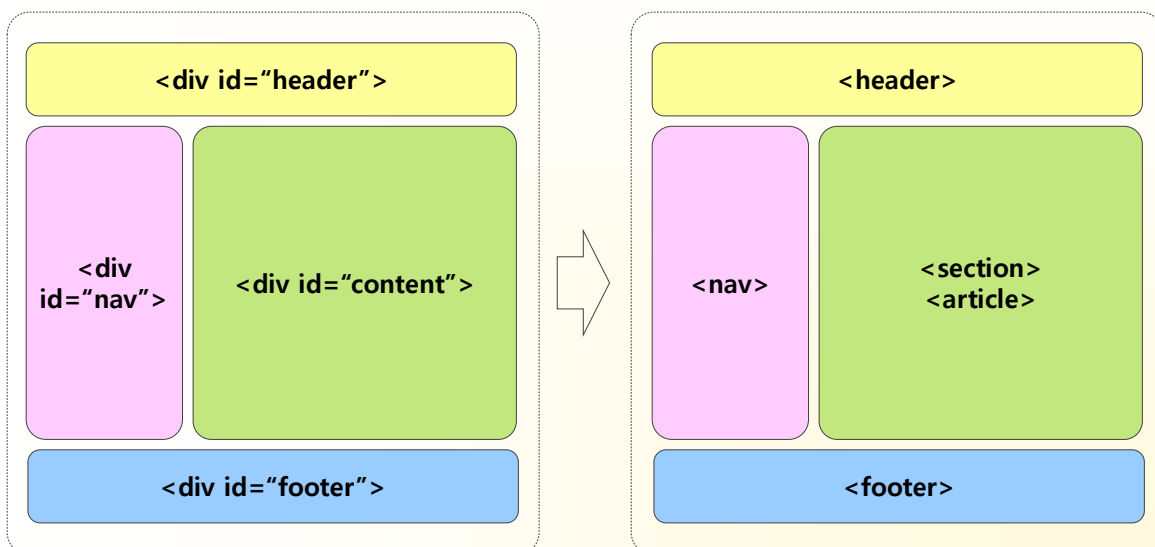 <div id=“header”>
<div
id=“nav”>
<div id=“content”>
<div id=“footer”>
<header>
<nav>
<section>
<article>
<footer>